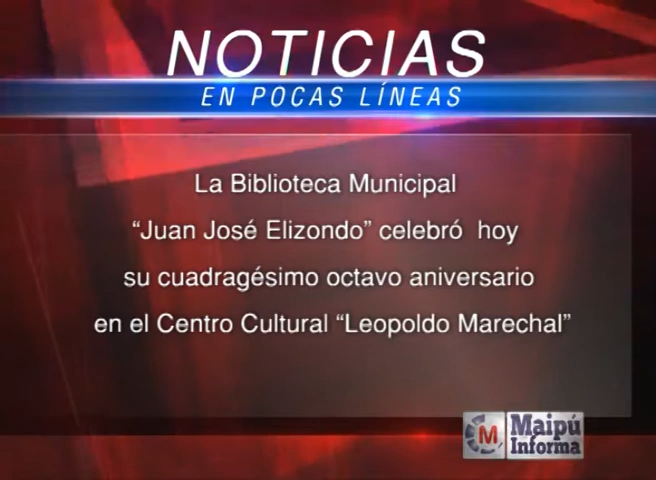 NOTICIAS
EN POCAS LÍNEAS
La Biblioteca Municipal
“Juan José Elizondo” celebró hoy
su cuadragésimo octavo aniversario
en el Centro Cultural “Leopoldo Marechal”
M
Maipú
Informa